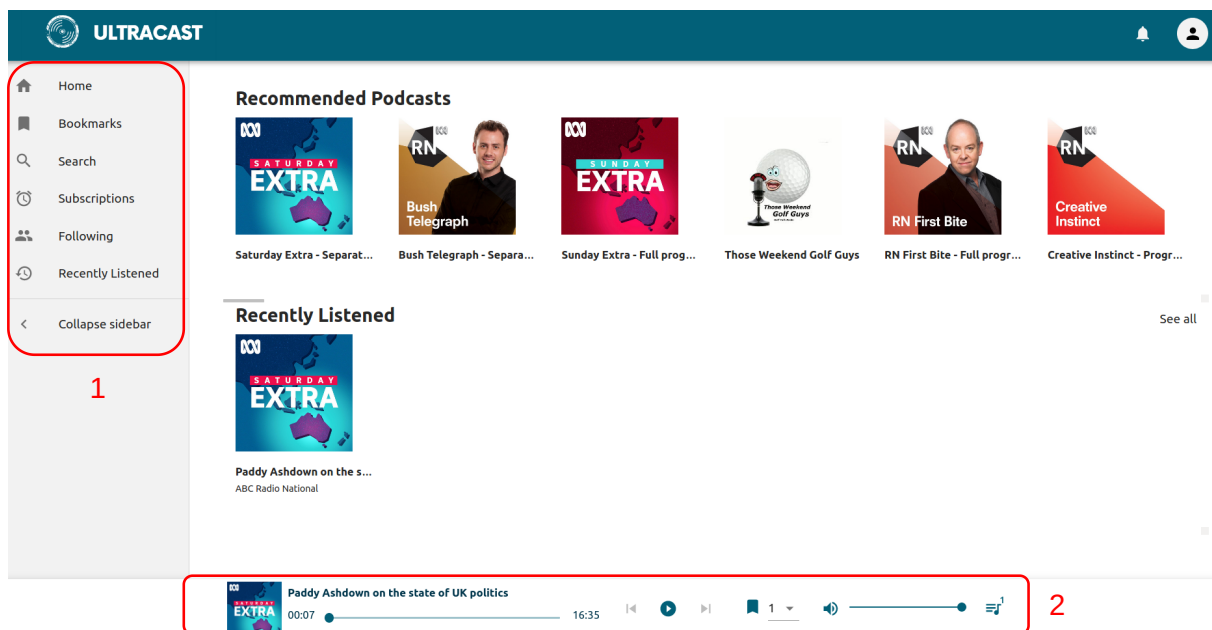 ULTRACAST
Home
Bookmarks
Search
Subscriptions
Following
Recently Listened
Collapse sidebar
1
Recommended Podcasts
SATURDAY
EXTRA
RN
Bush
Telegraph
SUNDAY
EXTRA
Those Weekend
Golf Guys
RN
RN First Bite
RN
Creative
Instinct
Saturday Extra - Separat...
Bush Telegraph - Separa...
Sunday Extra - Full prog...
Those Weekend Golf Guys
RN First Bite - Full progr...
Creative Instinct - Progr...
Recently Listened
See all
SATURDAY
EXTRA
Paddy Ashdown on the s...
ABC Radio National
SATURDAY
EXTRA
Paddy Ashdown on the state of UK politics
00:07
16:35
1
1
2